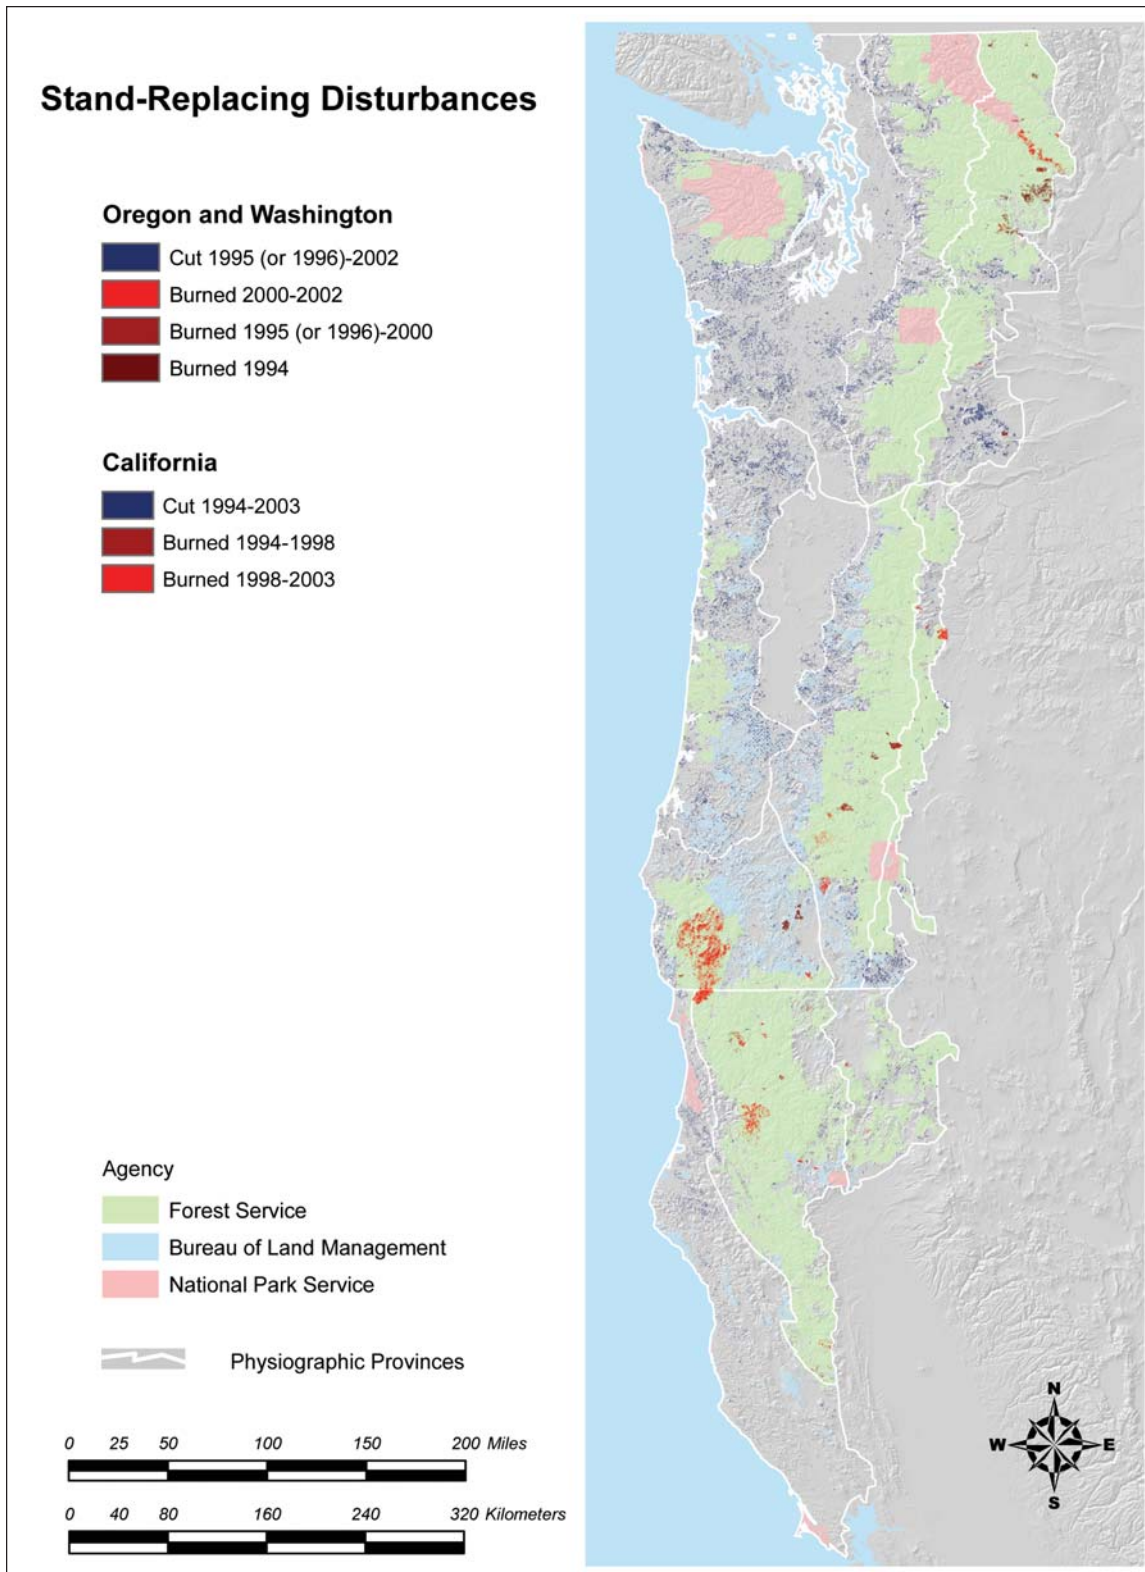 Stand-Replacing Disturbances
Oregon and Washington
Cut 1995 (or 1996)-2002
Burned 2000-2002
Burned 1995 (or 1996)-2000
Burned 1994
California
Cut 1994-2003
Burned 1994-1998
Burned 1998-2003
Agency
Forest Service
Bureau of Land Management
National Park Service
Physiographic Provinces
0 25 50 100 150 200 Miles
0 40 80 160 240 320 Kilometers
N
W E
S